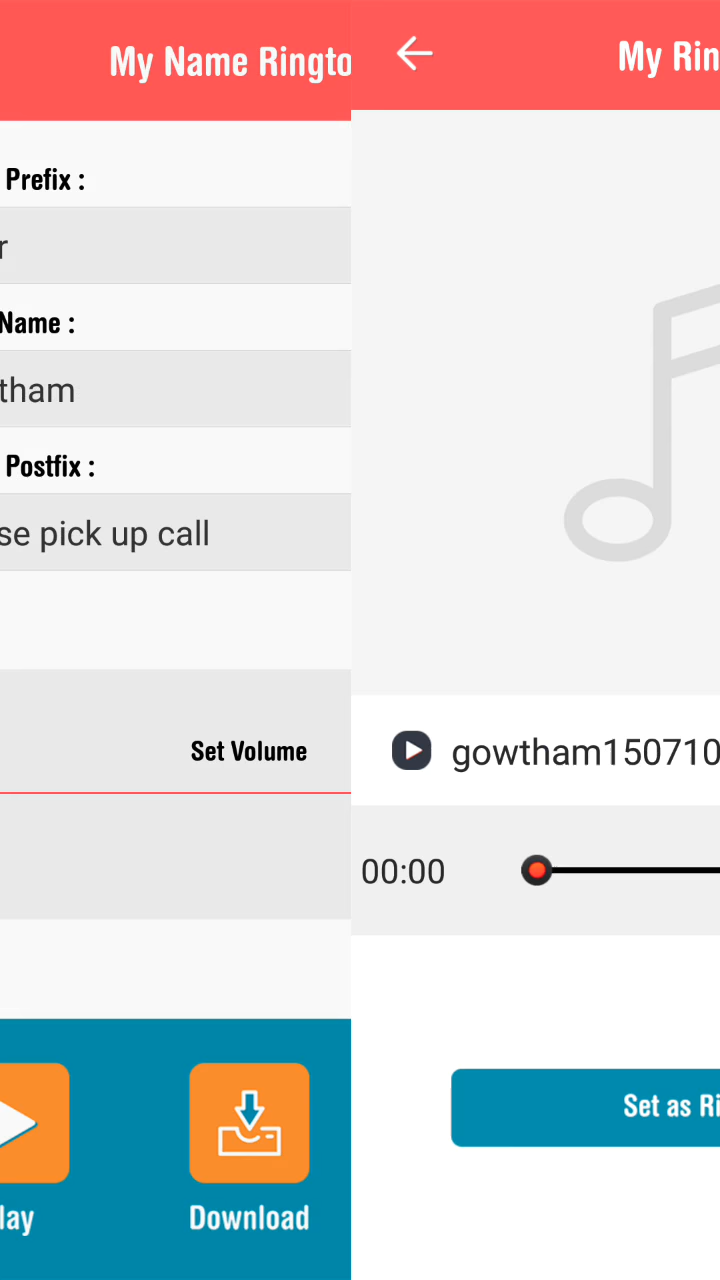 My Name Ringto
Prefix :
r
Name :
tham
Postfix :
se pick up call
Set Volume
lay
Download
My Rin
gowtham150710
00:00
Set as Ri